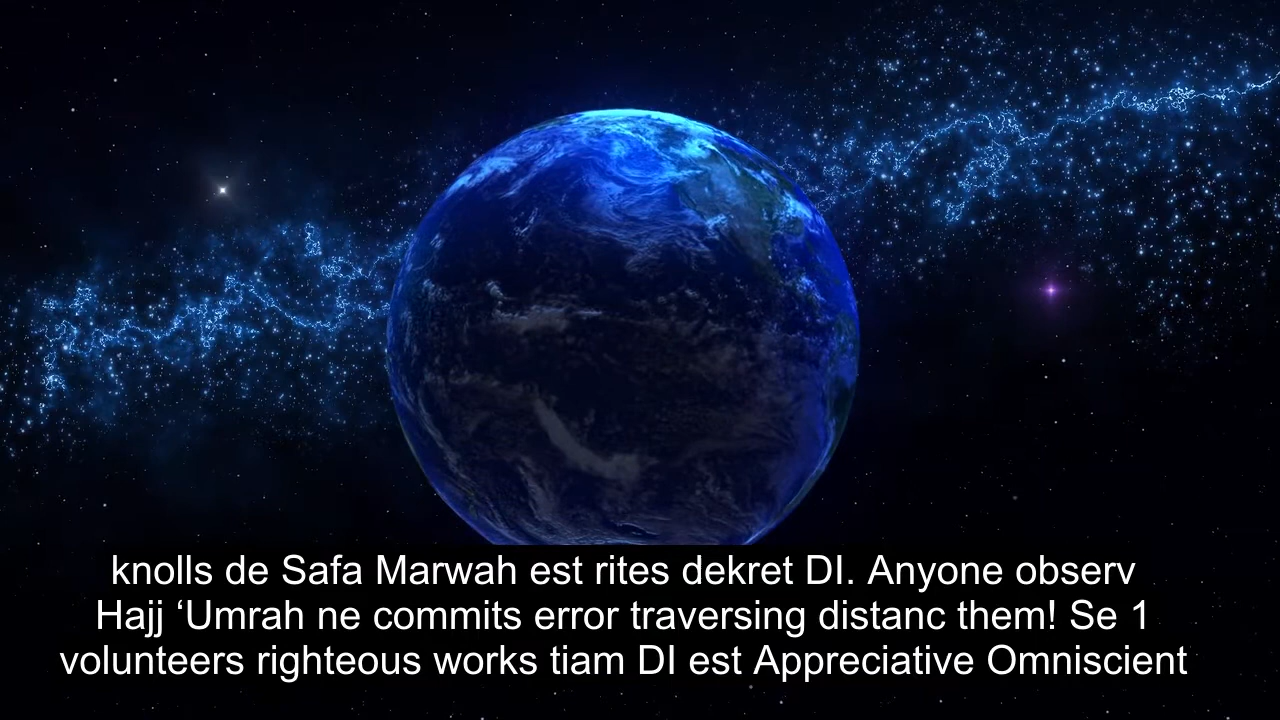 knolls de Safa Marwah est rites dekret DI. Anyone observ
Hajj ‘Umrah ne commits error traversing distanc them! Se 1
volunteers righteous works tiam DI est Appreciative Omniscient